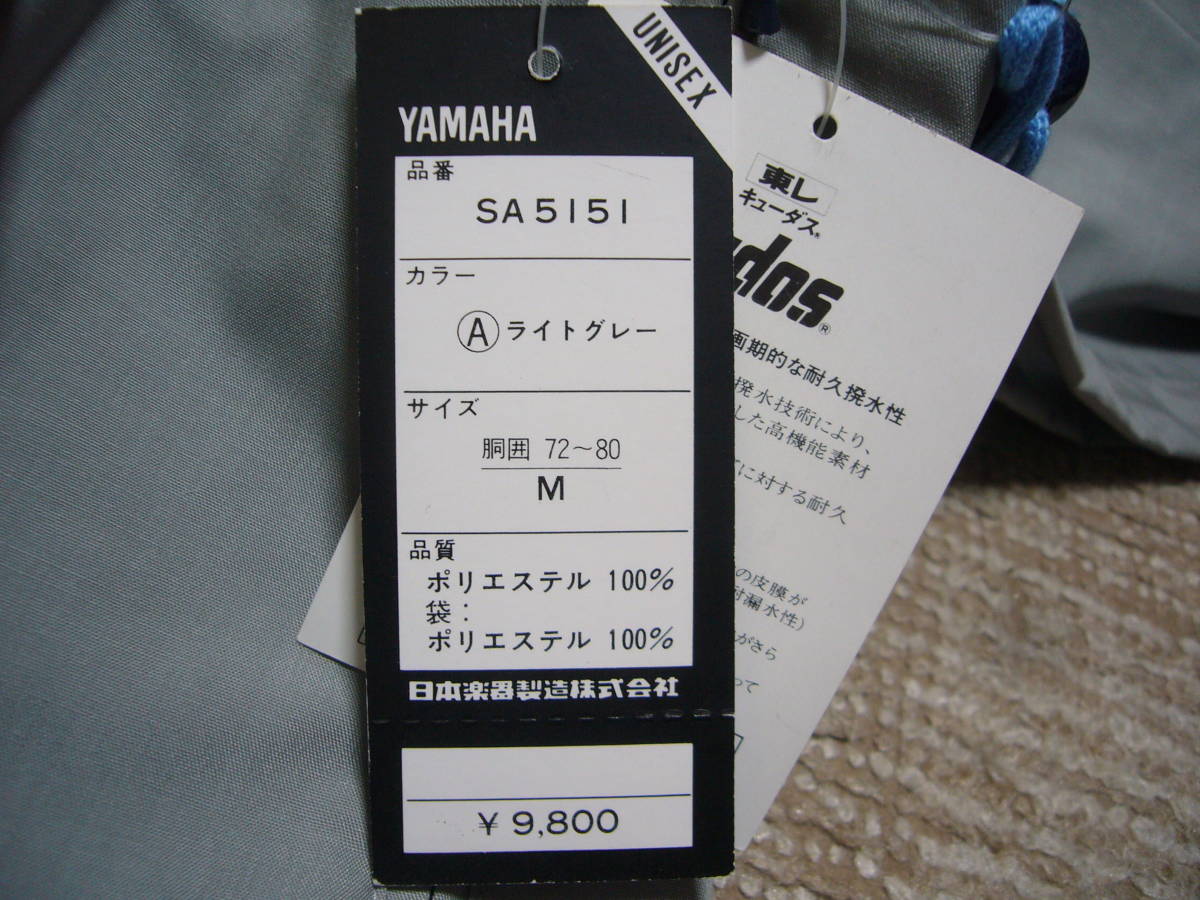 UNISEX
YAMAHA
品番
SA5151
カラー
Ⓐライトグレー
サイズ
胴囲 72～80
M
品質
ポリエステル 100%
袋：
ポリエステル 100%
日本楽器製造株式会社
¥ 9,800
東レ
キューダス®
dos®
画期的な耐久撥水性
撥水技術により、
した高機能素材
に対する耐久
の皮膜が
耐漏水性)
がさら
って